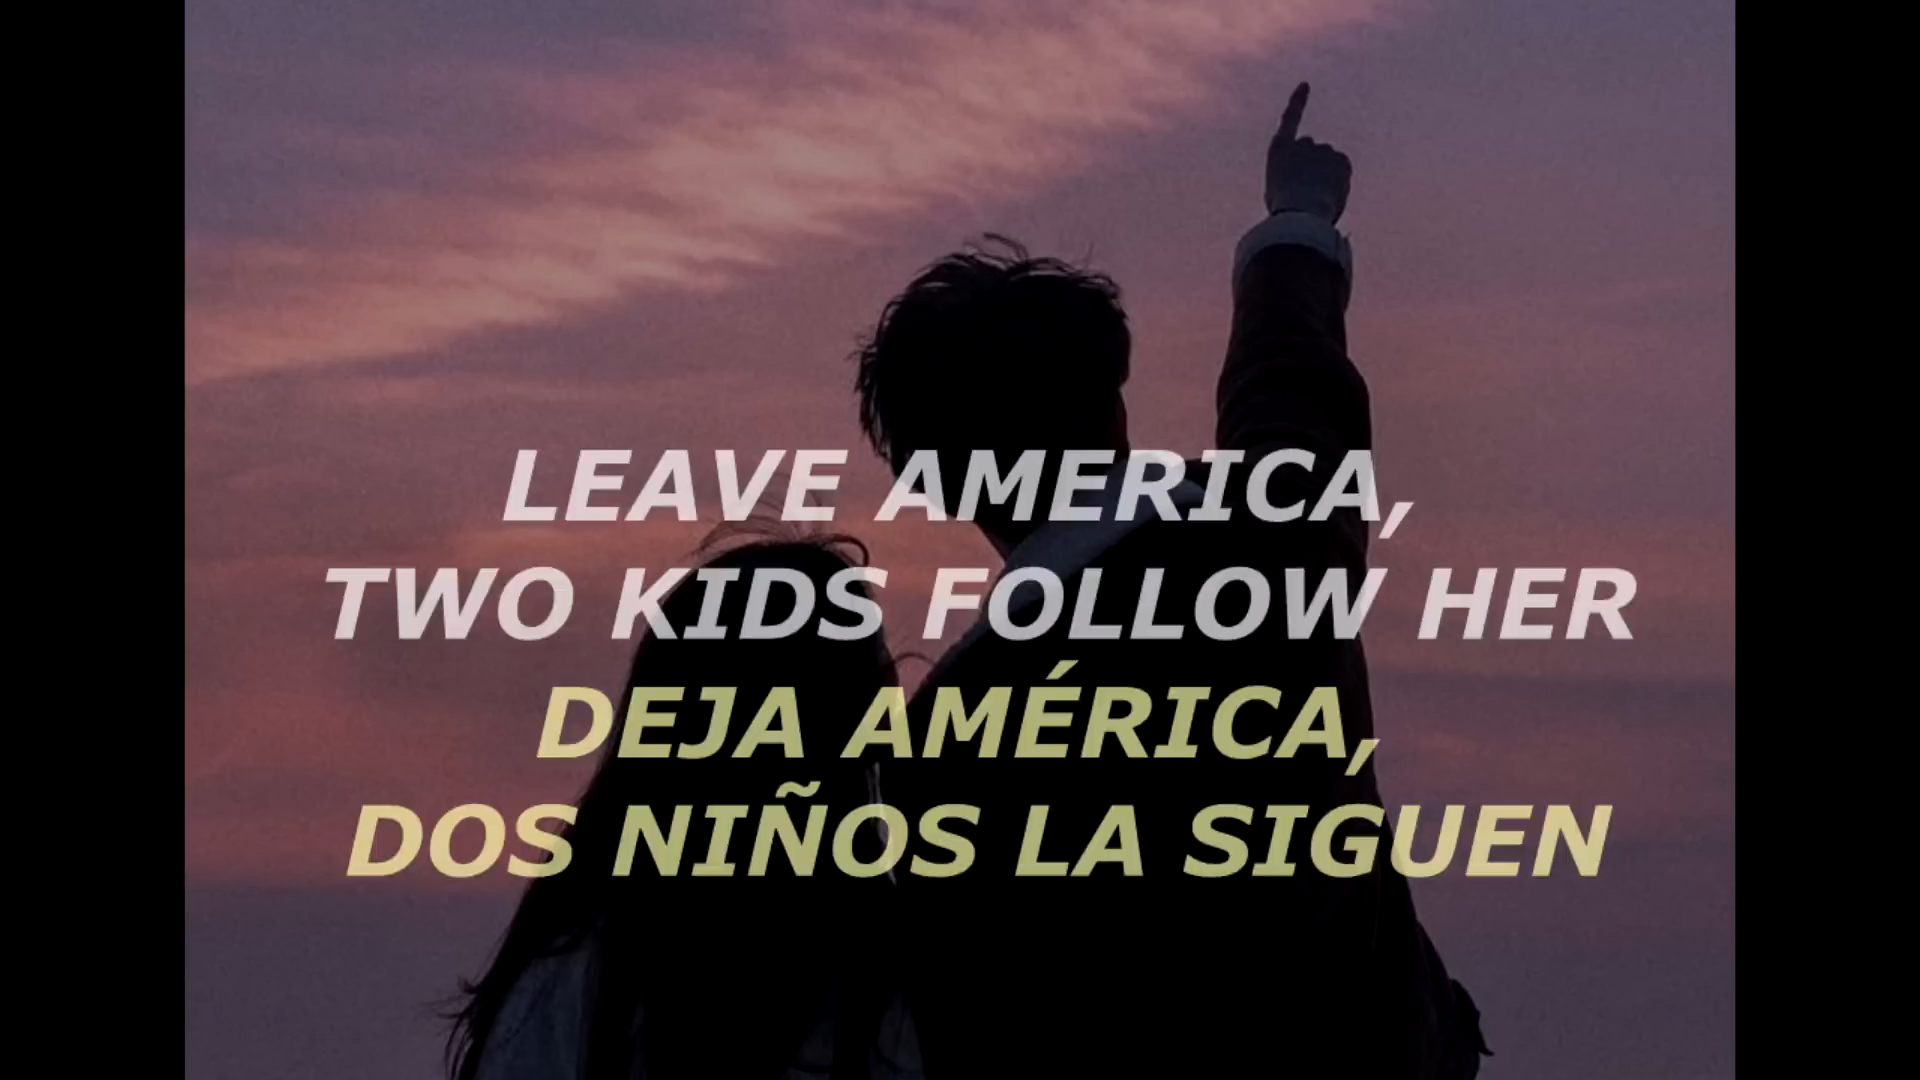 LEAVE AMERICA,
TWO KIDS FOLLOW HER
DEJA AMÉRICA,
DOS NIÑOS LA SIGUEN